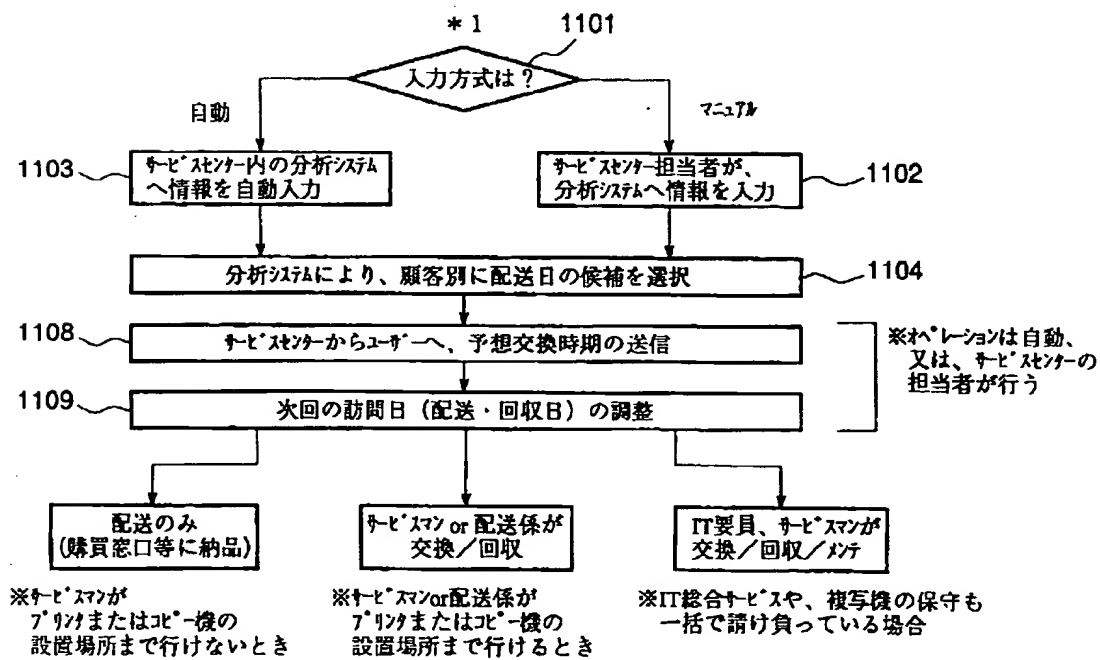 *1
1101
入力方式は?
自動
マニュアル
1103
サービスセンター内の分析システム
へ情報を自動入力
サービスセンター担当者が、
分析システムへ情報を入力
1102
分析システムにより、顧客別に配送日の候補を選択
1104
1108
サービスセンターからユーザーへ、予想交換時期の送信
1109
次回の訪問日(配送・回収日)の調整
※オペレーションは自動、
又は、サービスセンターの
担当者が行う
配送のみ
(購買窓口等に納品)
サービスマン or 配送係が
交換/回収
IT要員、サービスマンが
交換/回収/メンテ
※サービスマンが
プリンタまたはコピー機の
設置場所まで行けないとき
※サービスマンor配送係が
プリンタまたはコピー機の
設置場所まで行けるとき
※IT総合サービスや、複写機の保守も
一括で請け負っている場合